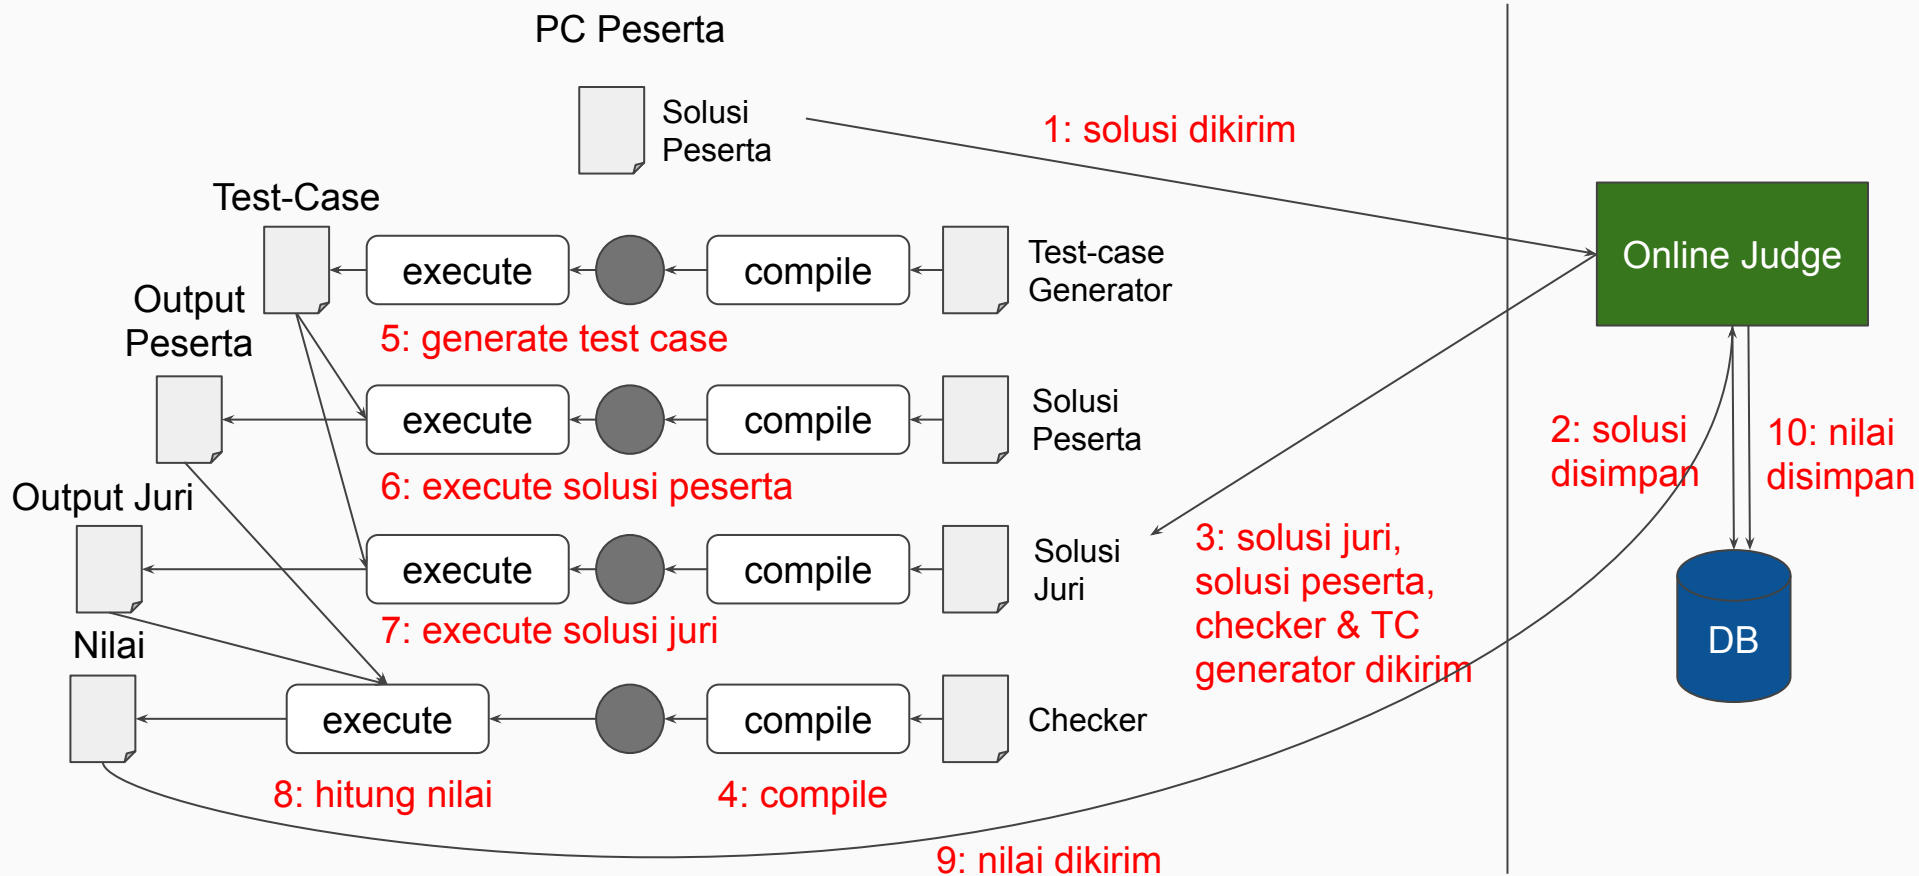 PC Peserta
Solusi
Peserta
1: solusi dikirim
Test-Case
execute
compile
Test-case
Generator
Online Judge
Output
Peserta
5: generate test case
execute
compile
Solusi
Peserta
2: solusi
disimpan
10: nilai
disimpan
6: execute solusi peserta
Output Juri
execute
compile
Solusi
Juri
3: solusi juri,
solusi peserta,
checker & TC
generator dikirim
7: execute solusi juri
DB
Nilai
execute
compile
Checker
8: hitung nilai
4: compile
9: nilai dikirim